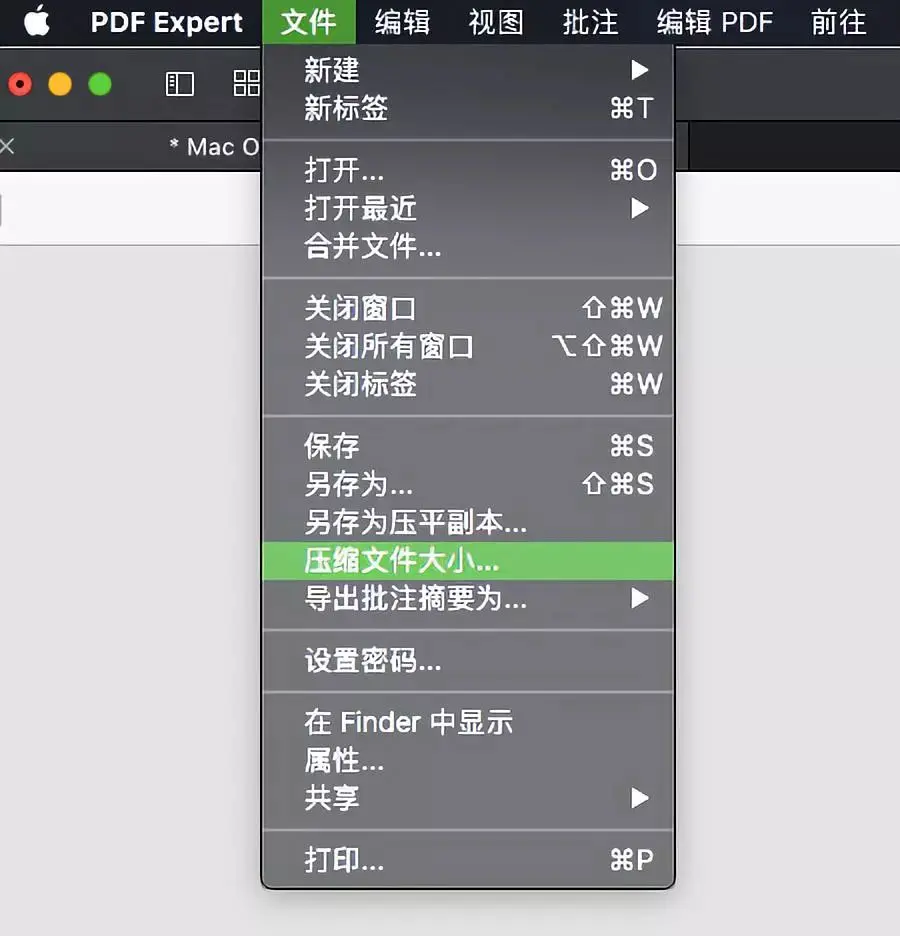 PDF Expert 文件 编辑 视图 批注 编辑 PDF 前往
* Mac O
新建
新标签 ⌘T
打开... ⌘O
打开最近
合并文件...
关闭窗口 ⇧⌘W
关闭所有窗口 ⌥⇧⌘W
关闭标签 ⌘W
保存 ⌘S
另存为... ⇧⌘S
另存为压平副本...
压缩文件大小...
导出批注摘要为...
设置密码...
在 Finder 中显示
属性...
共享
打印... ⌘P